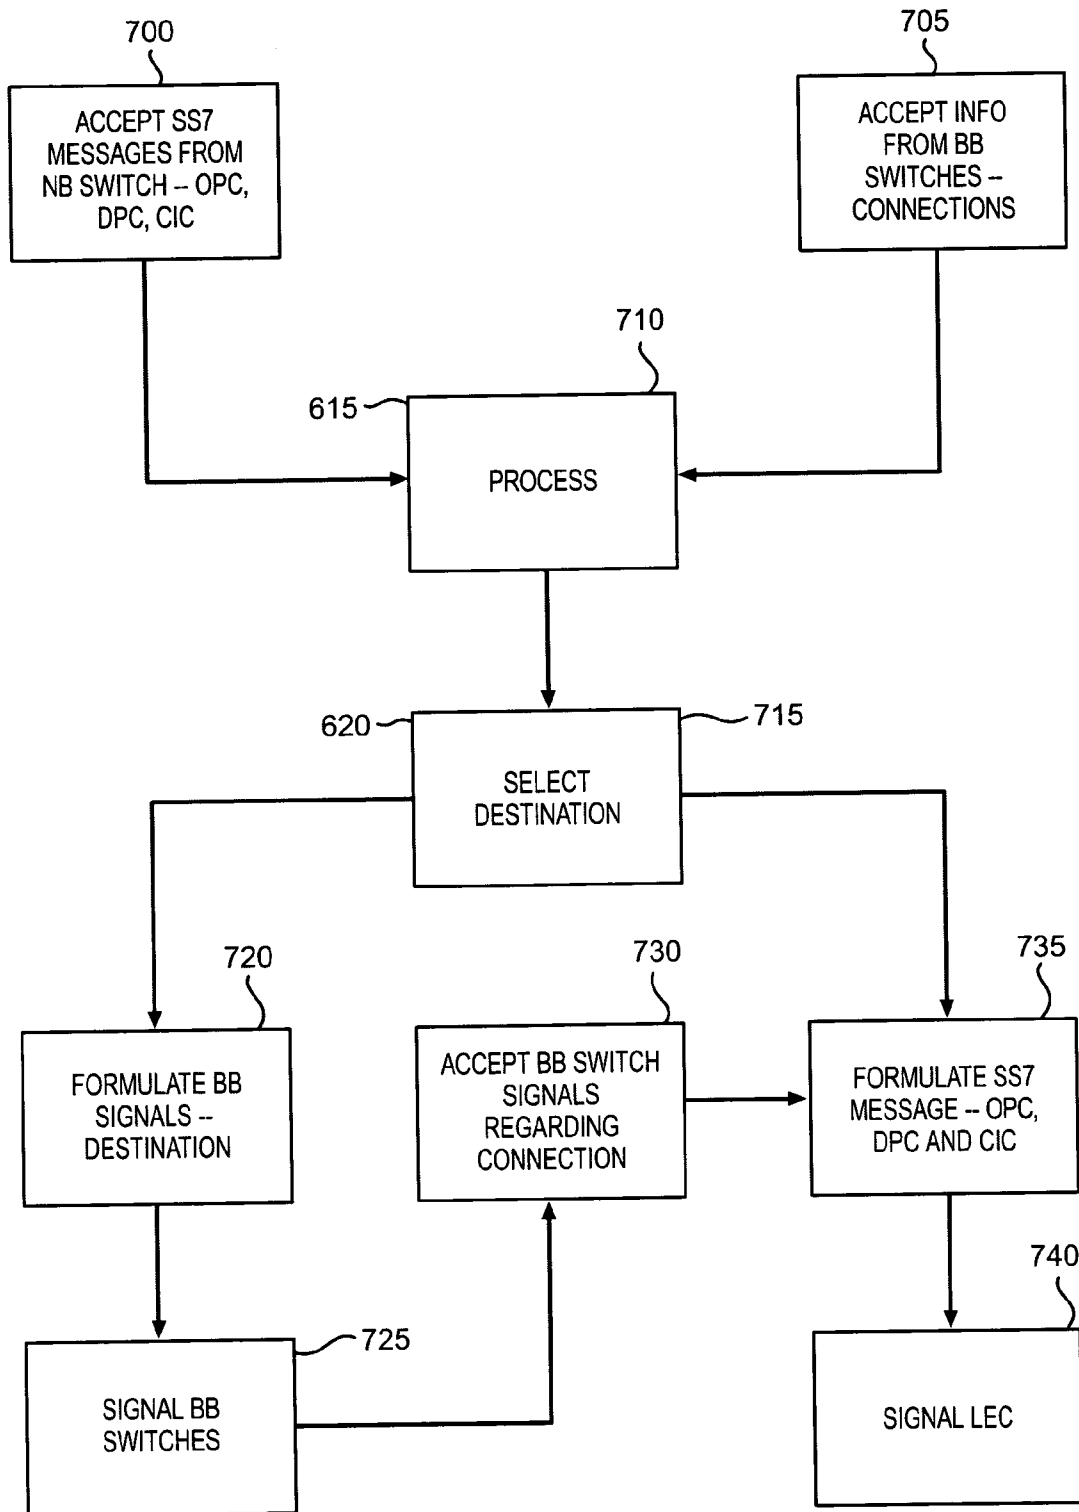 700
ACCEPT SS7
MESSAGES FROM
NB SWITCH -- OPC,
DPC, CIC
705
ACCEPT INFO
FROM BB
SWITCHES --
CONNECTIONS
710
615
PROCESS
620
715
SELECT
DESTINATION
720
FORMULATE BB
SIGNALS --
DESTINATION
730
ACCEPT BB SWITCH
SIGNALS
REGARDING
CONNECTION
735
FORMULATE SS7
MESSAGE -- OPC,
DPC AND CIC
725
SIGNAL BB
SWITCHES
740
SIGNAL LEC